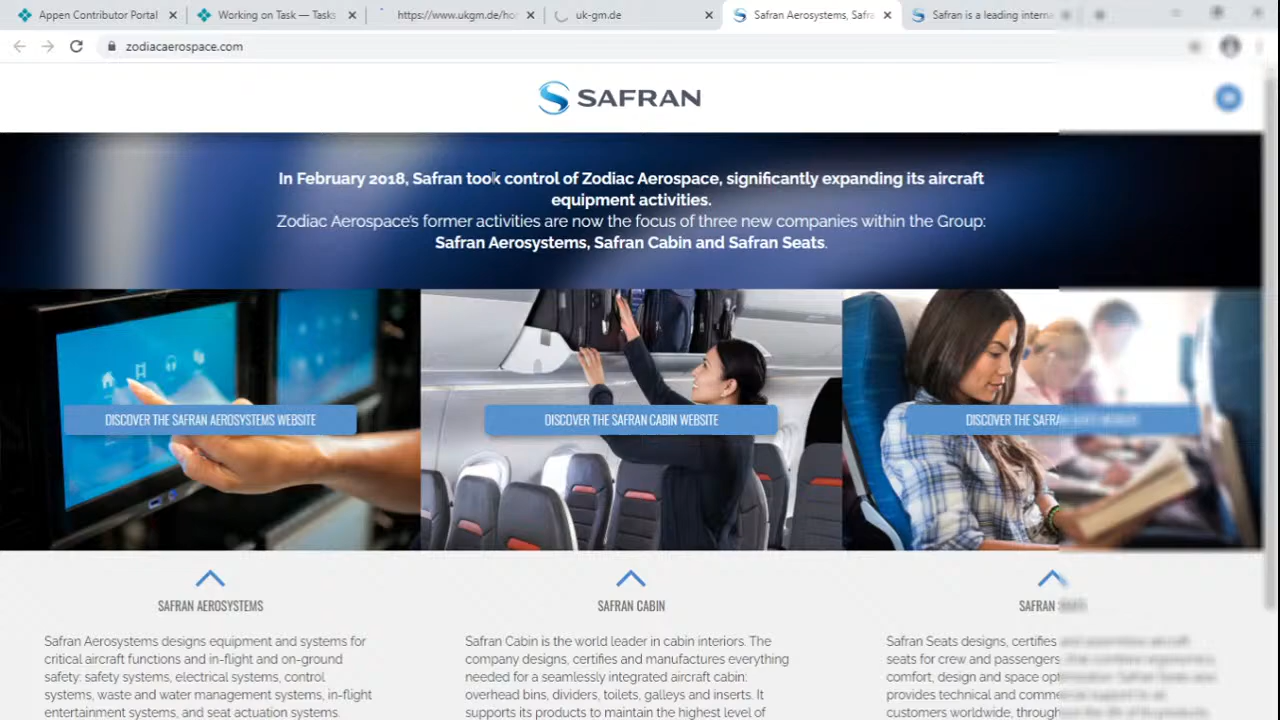 Appen Contributor Portal
Working on Task — Tasks
https://www.ukgm.de/ho
uk-gm.de
Safran Aerosystems, Safra
Safran is a leading interna
zodiacaerospace.com
SAFRAN
In February 2018, Safran took control of Zodiac Aerospace, significantly expanding its aircraft
equipment activities.
Zodiac Aerospace's former activities are now the focus of three new companies within the Group:
Safran Aerosystems, Safran Cabin and Safran Seats.
DISCOVER THE SAFRAN AEROSYSTEMS WEBSITE
DISCOVER THE SAFRAN CABIN WEBSITE
DISCOVER THE SAFRAN
SAFRAN AEROSYSTEMS
Safran Aerosystems designs equipment and systems for
critical aircraft functions and in-flight and on-ground
safety: safety systems, electrical systems, control
systems, waste and water management systems, in-flight
entertainment systems, and seat actuation systems.
SAFRAN CABIN
Safran Cabin is the world leader in cabin interiors. The
company designs, certifies and manufactures everything
needed for a seamlessly integrated aircraft cabin:
overhead bins, dividers, toilets, galleys and inserts. It
supports its products to maintain the highest level of
SAFRAN
Safran Seats designs, certifies
seats for crew and passengers
comfort, design and space
provides technical and
customers worldwide,